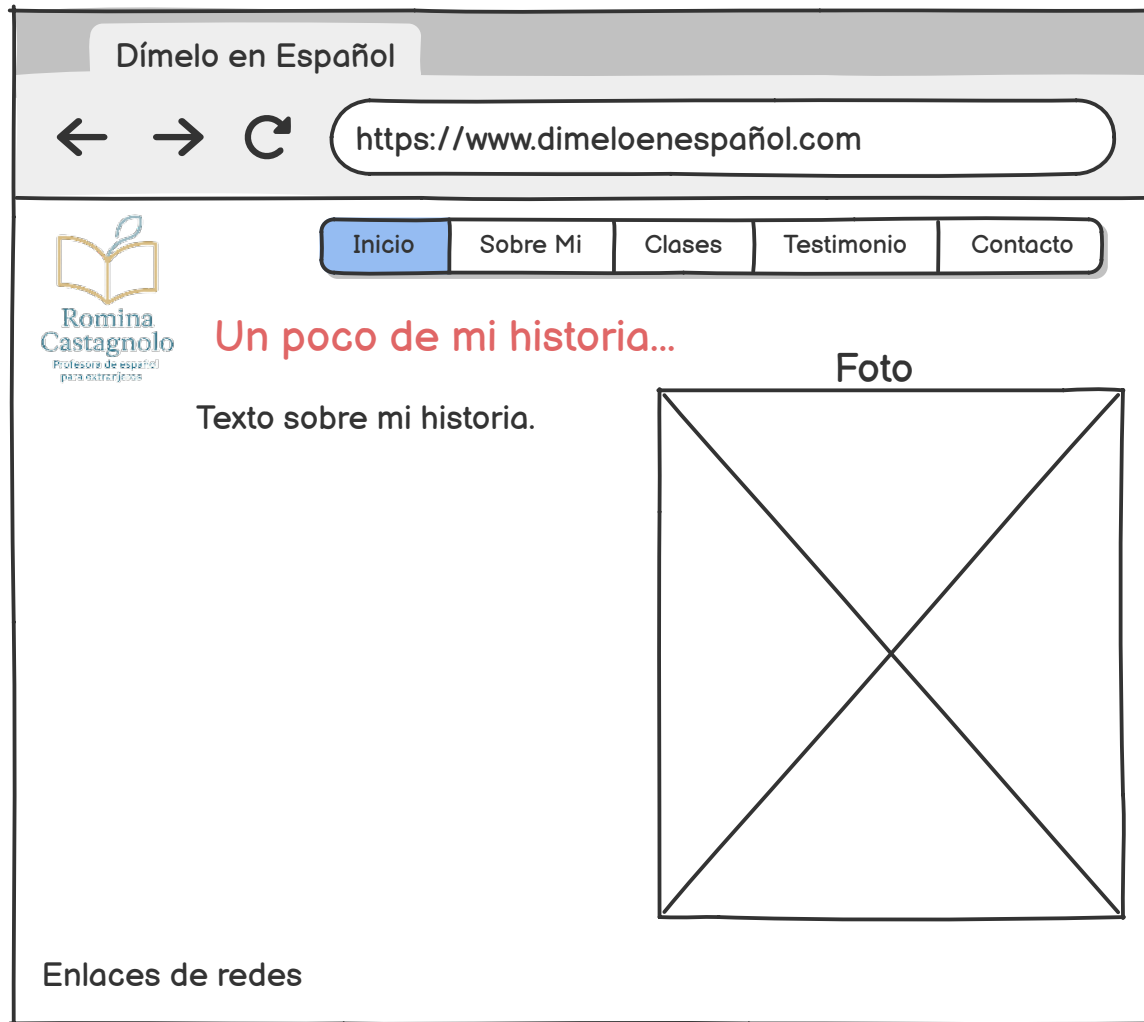 Dímelo en Español
https://www.dimeloenespañol.com
Inicio Sobre Mi Clases Testimonio Contacto
Romina
Castagnolo
Profesora de español
para extranjeros
Un poco de mi historia...
Foto
Texto sobre mi historia.
Enlaces de redes